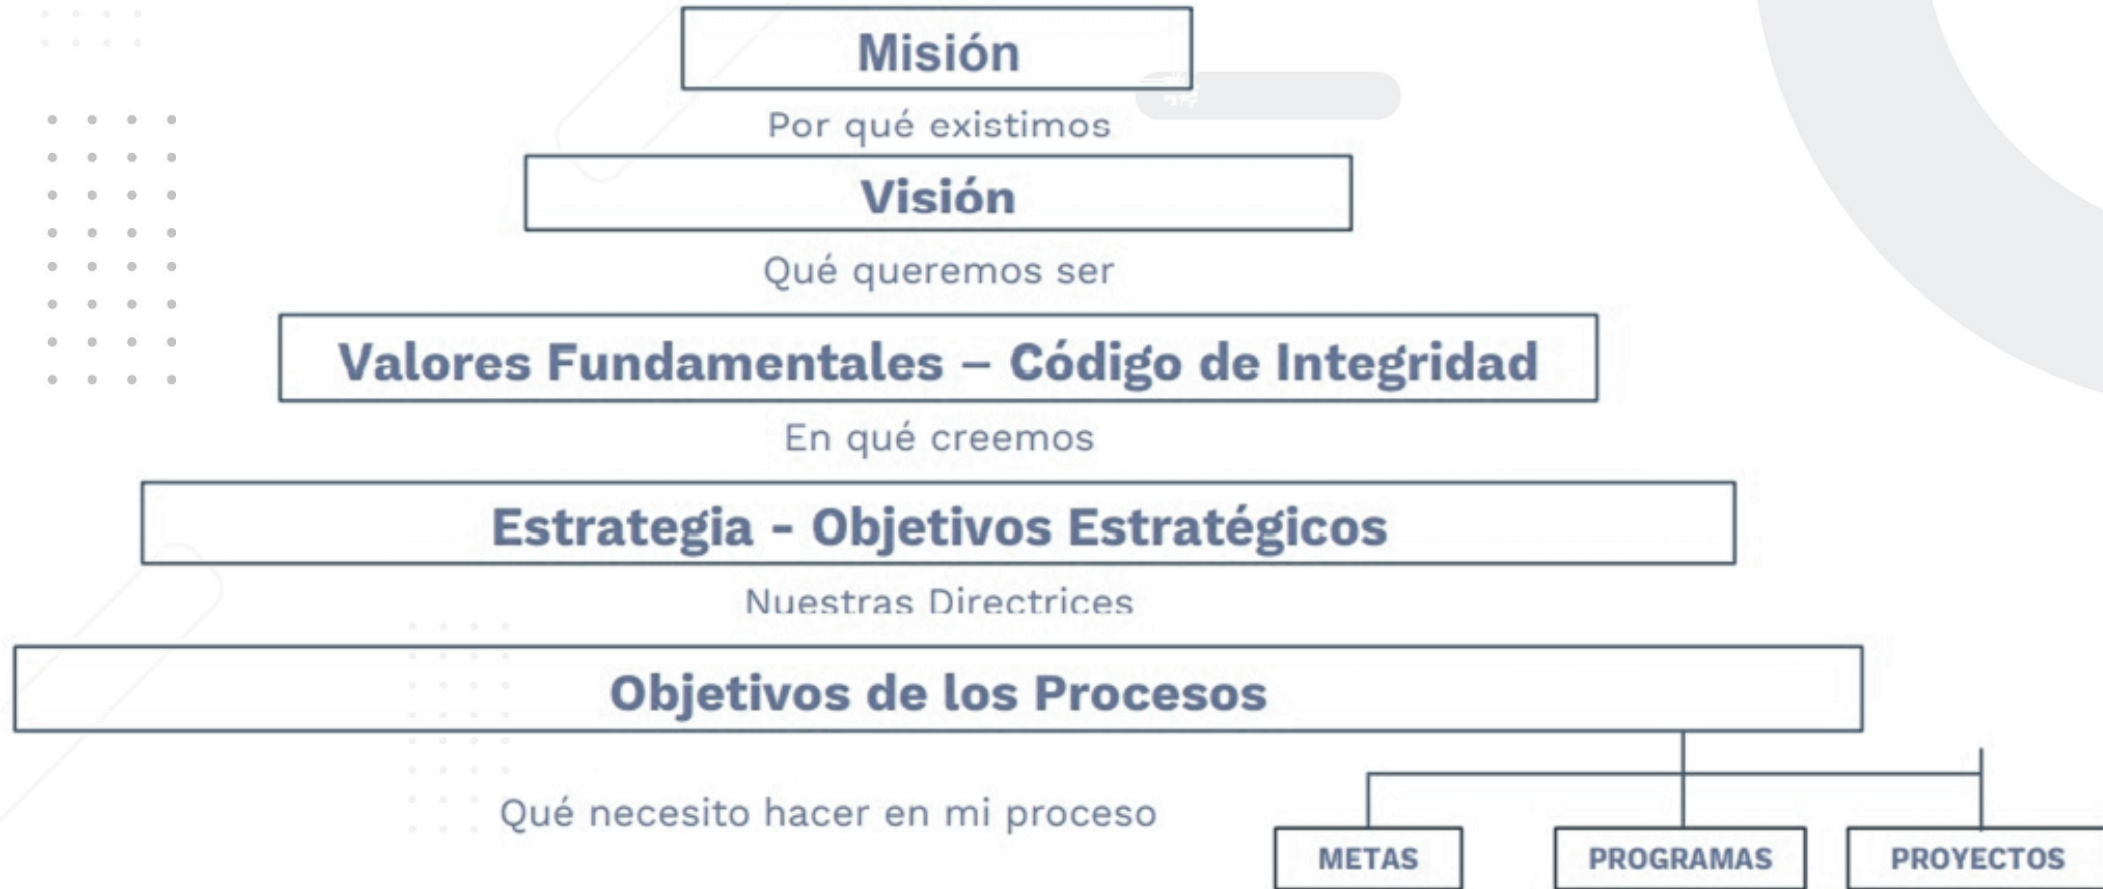 Misión
Por qué existimos
Visión
Qué queremos ser
Valores Fundamentales – Código de Integridad
En qué creemos
Estrategia - Objetivos Estratégicos
Nuestras Directrices
Objetivos de los Procesos
Qué necesito hacer en mi proceso
METAS
PROGRAMAS
PROYECTOS